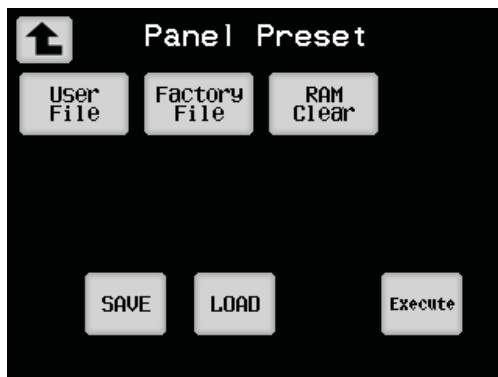 Panel Preset
User
File
Factory
File
RAM
Clear
SAVE
LOAD
Execute